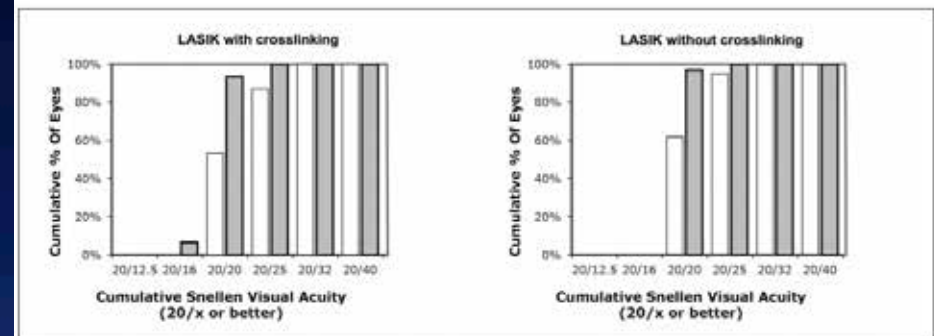 LASIK with crosslinking
100%
80%
60%
40%
20%
0%
Cumulative % Of Eyes
20/12.5 20/16 20/20 20/25 20/32 20/40
Cumulative Snellen Visual Acuity
(20/x or better)
LASIK without crosslinking
100%
80%
60%
40%
20%
0%
Cumulative % Of Eyes
20/12.5 20/16 20/20 20/25 20/32 20/40
Cumulative Snellen Visual Acuity
(20/x or better)